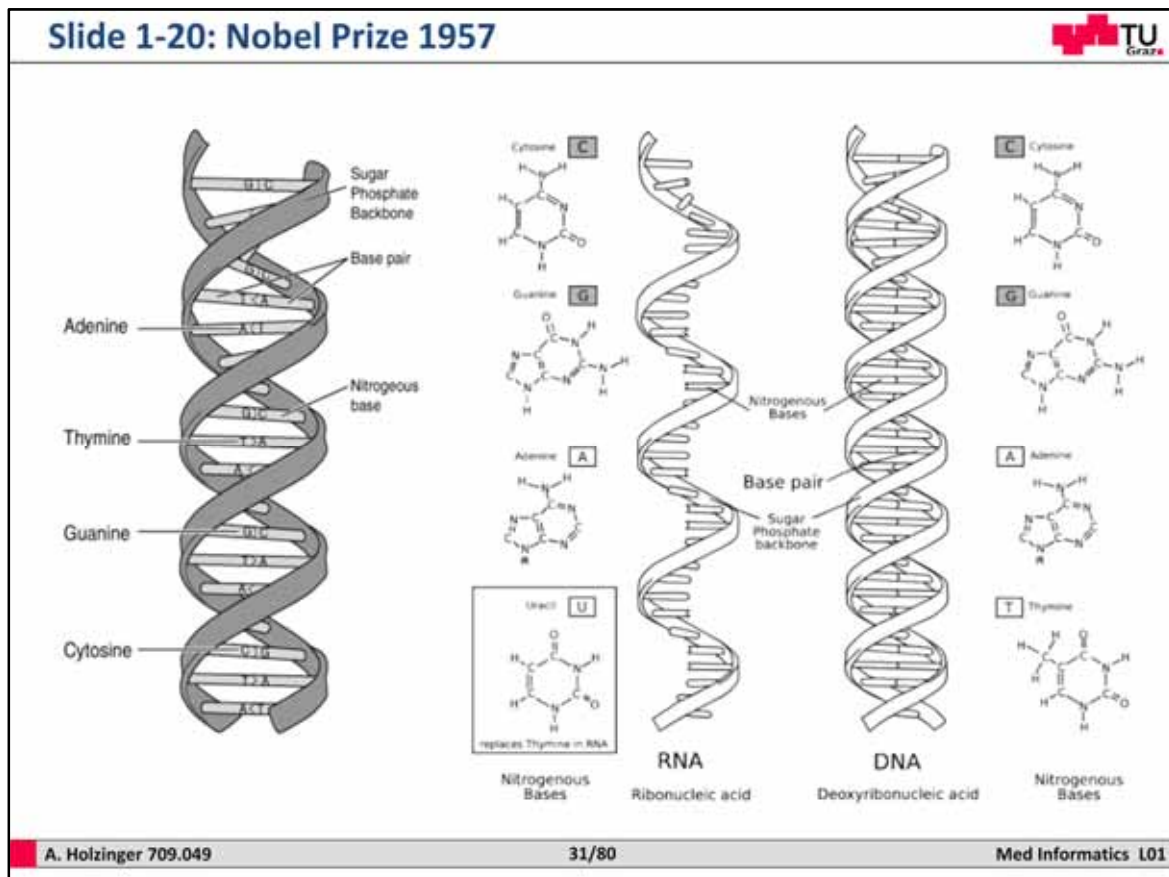 Slide 1-20: Nobel Prize 1957
TU
Graz
Sugar
Phosphate
Backbone
Base pair
Adenine
Nitrogeous
base
Thymine
Guanine
Cytosine
G C
T A
A T
G C
T A
G C
T A
C G
T A
A T
Cytosine C
H H
N
H C N
C C
H N O
H
Guanine G
O
C H
N C N
C C C H
N N N
H H
Adenine A
H H
N
C
N C N
C C C
N N
R
Uracil U
O
H C H
C N
C C
H N O
H
replaces Thymine in RNA
Nitrogenous
Bases
Nitrogenous
Bases
Base pair
Sugar
Phosphate
backbone
RNA
Ribonucleic acid
DNA
Deoxyribonucleic acid
C Cytosine
H H
N
H C N
C C
H N O
H
G Guanine
O
C H
N C N
C C C H
N N N
H H
A Adenine
H H
N
C
N C N
C C C
N N
R
T Thymine
H O
H C C H
H C N
C C
H N O
H
Nitrogenous
Bases
A. Holzinger 709.049
31/80
Med Informatics L01